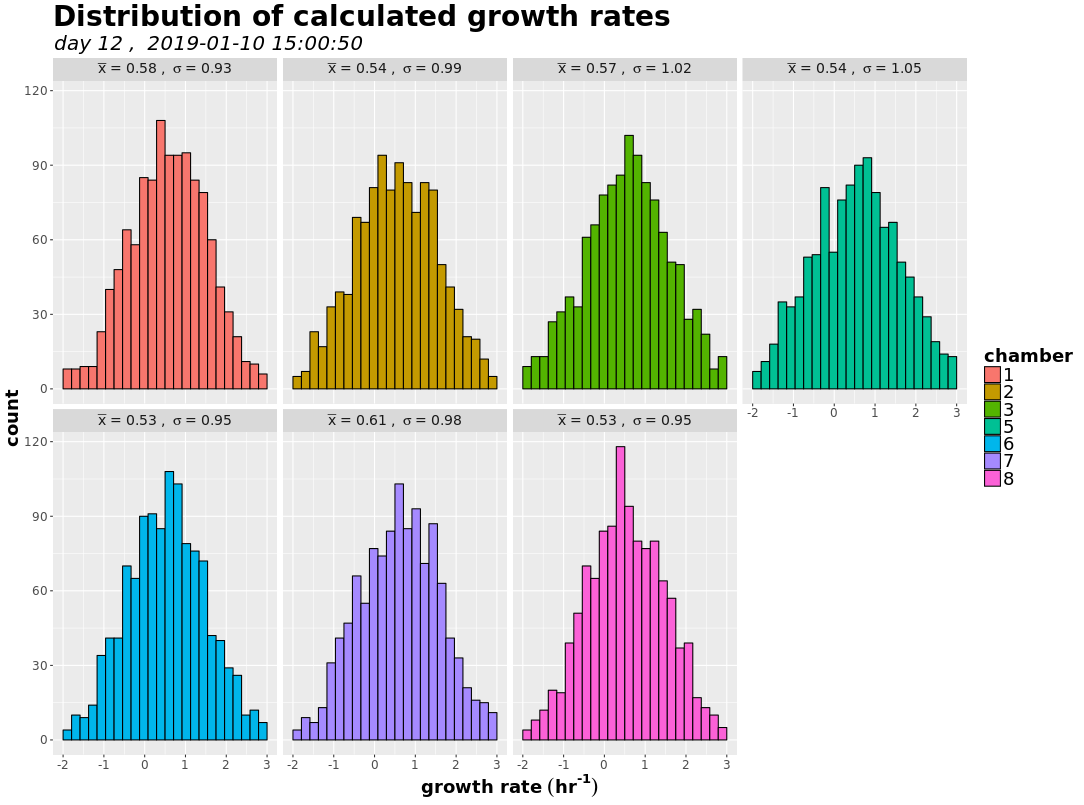 Distribution of calculated growth rates
day 12 ,  2019-01-10 15:00:50
x̅ = 0.58 ,  σ = 0.93
x̅ = 0.54 ,  σ = 0.99
x̅ = 0.57 ,  σ = 1.02
x̅ = 0.54 ,  σ = 1.05
120
90
60
30
0
-2 -1 0 1 2 3
x̅ = 0.53 ,  σ = 0.95
x̅ = 0.61 ,  σ = 0.98
x̅ = 0.53 ,  σ = 0.95
120
90
60
30
0
-2 -1 0 1 2 3
-2 -1 0 1 2 3
-2 -1 0 1 2 3
count
growth rate (hr⁻¹)
chamber
1
2
3
5
6
7
8